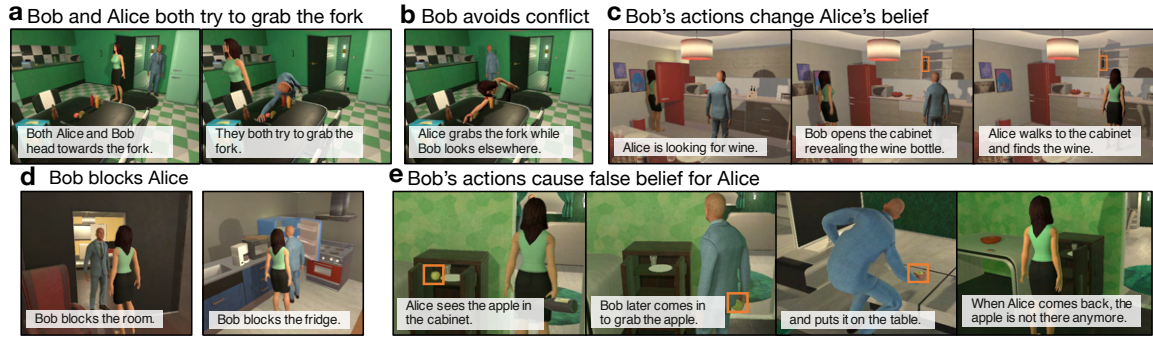 a Bob and Alice both try to grab the fork
Both Alice and Bob
head towards the fork.
They both try to grab the
fork.
b Bob avoids conflict
Alice grabs the fork while
Bob looks elsewhere.
c Bob's actions change Alice's belief
Alice is looking for wine.
Bob opens the cabinet
revealing the wine bottle.
Alice walks to the cabinet
and finds the wine.
d Bob blocks Alice
Bob blocks the room.
Bob blocks the fridge.
e Bob's actions cause false belief for Alice
Alice sees the apple in
the cabinet.
Bob later comes in
to grab the apple.
and puts it on the table.
When Alice comes back, the
apple is not there anymore.